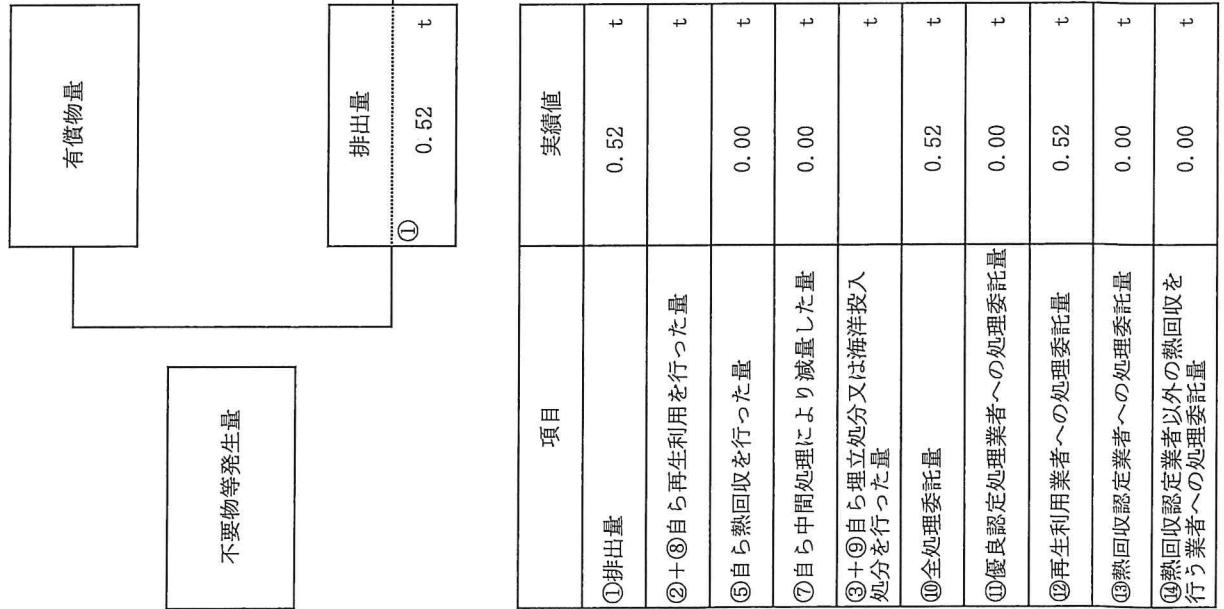 不要物等発生量
有償物量
排出量
① 0.52 t
項目 実績値
①排出量 0.52 t
②+⑧自ら再生利用を行った量 t
⑤自ら熱回収を行った量 0.00 t
⑦自ら中間処理により減量した量 0.00 t
③+⑨自ら埋立処分又は海洋投入
処分を行った量 t
⑩全処理委託量 0.52 t
⑪優良認定処理業者への処理委託量 0.00 t
⑫再生利用業者への処理委託量 0.52 t
⑬熱回収認定業者への処理委託量 0.00 t
⑭熱回収認定業者以外の熱回収を
行う業者への処理委託量 0.00 t